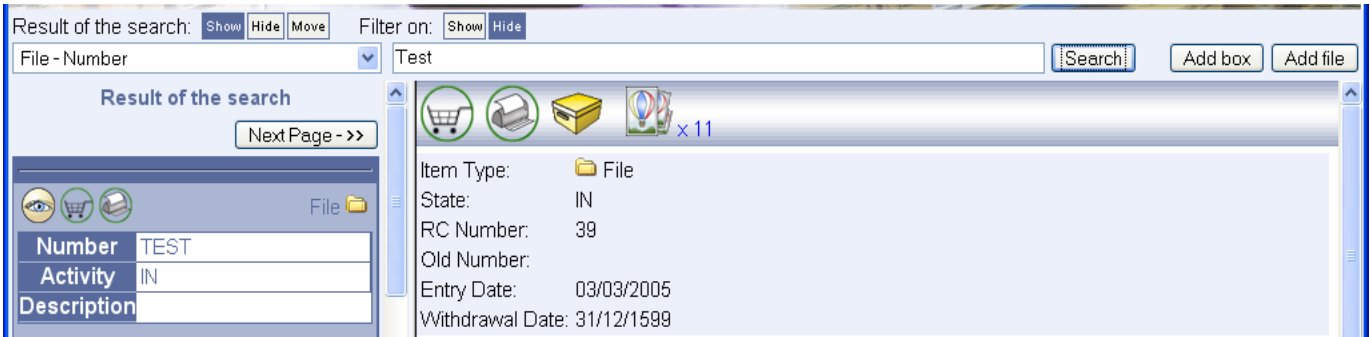 Result of the search: Show Hide Move Filter on: Show Hide
File - Number Test Search Add box Add file
Result of the search
Next Page - >>
x 11
File
Number TEST
Activity IN
Description
Item Type: File
State: IN
RC Number: 39
Old Number:
Entry Date: 03/03/2005
Withdrawal Date: 31/12/1599